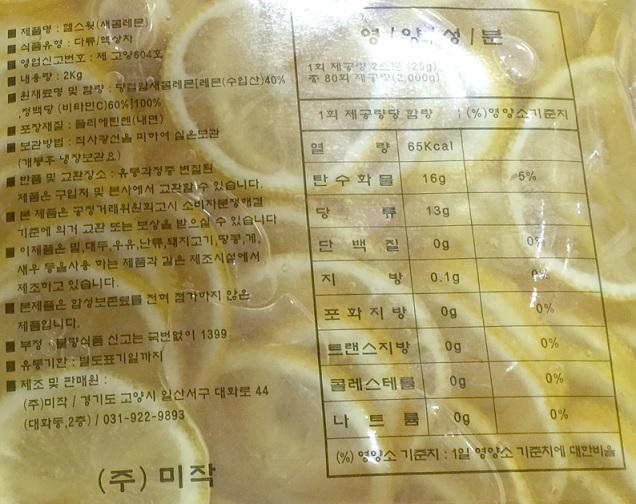 ■ 제품명 : 헬스윗(새콤레몬)
■ 식품유형 : 다류/액상차
■ 영업신고번호 : 제 고양604호
■ 내용량 : 2Kg
■ 원재료명 및 함량 : 당절임새콤레몬[레몬(수입산)40%
정백당 (비타민C)60%]100%
■ 포장재질 : 폴리에틸렌(내면)
■ 보관방법 : 직사광선을 피하여 실온보관
(개봉후 냉장보관요)
■ 반품 및 교환장소 : 유통과정중 변질된
제품은 구입처 및 본사에서 교환할 수 있습니다.
■ 본 제품은 공정거래위원회고시 소비자분쟁해결
기준에 의거 교환 또는 보상을 받으실 수 있습니다
■ 이제품은 밀,대두,우유,난류,돼지고기,땅콩,게,
새우 등을사용 하는 제품과 같은 제조시설에서
제조하고 있습니다.
■ 본제품은 합성보존료를 전혀 첨가하지 않은
제품입니다.
■ 부정 · 불량식품 신고는 국번없이 1399
■ 유통기한 : 별도표기일까지
■ 제조 및 판매원 :
(주)미작 / 경기도 고양시 일산서구 대화로 44
(대화동,2층) / 031-922-9893
(주) 미작
영/양/성/분
1회 제공량 2스푼 (25g)
총 80회 제공량(2,000g)
1회 제공량당 함량 : (%)영양소기준치
열 량 65Kcal
탄수화물 16g 5%
당 류 13g
단백질 0g 0%
지 방 0.1g 0%
포화지방 0g 0%
트랜스지방 0g 0%
콜레스테롤 0g 0%
나트륨 0g 0%
(%) 영양소 기준치 : 1일 영양소 기준치에 대한비율